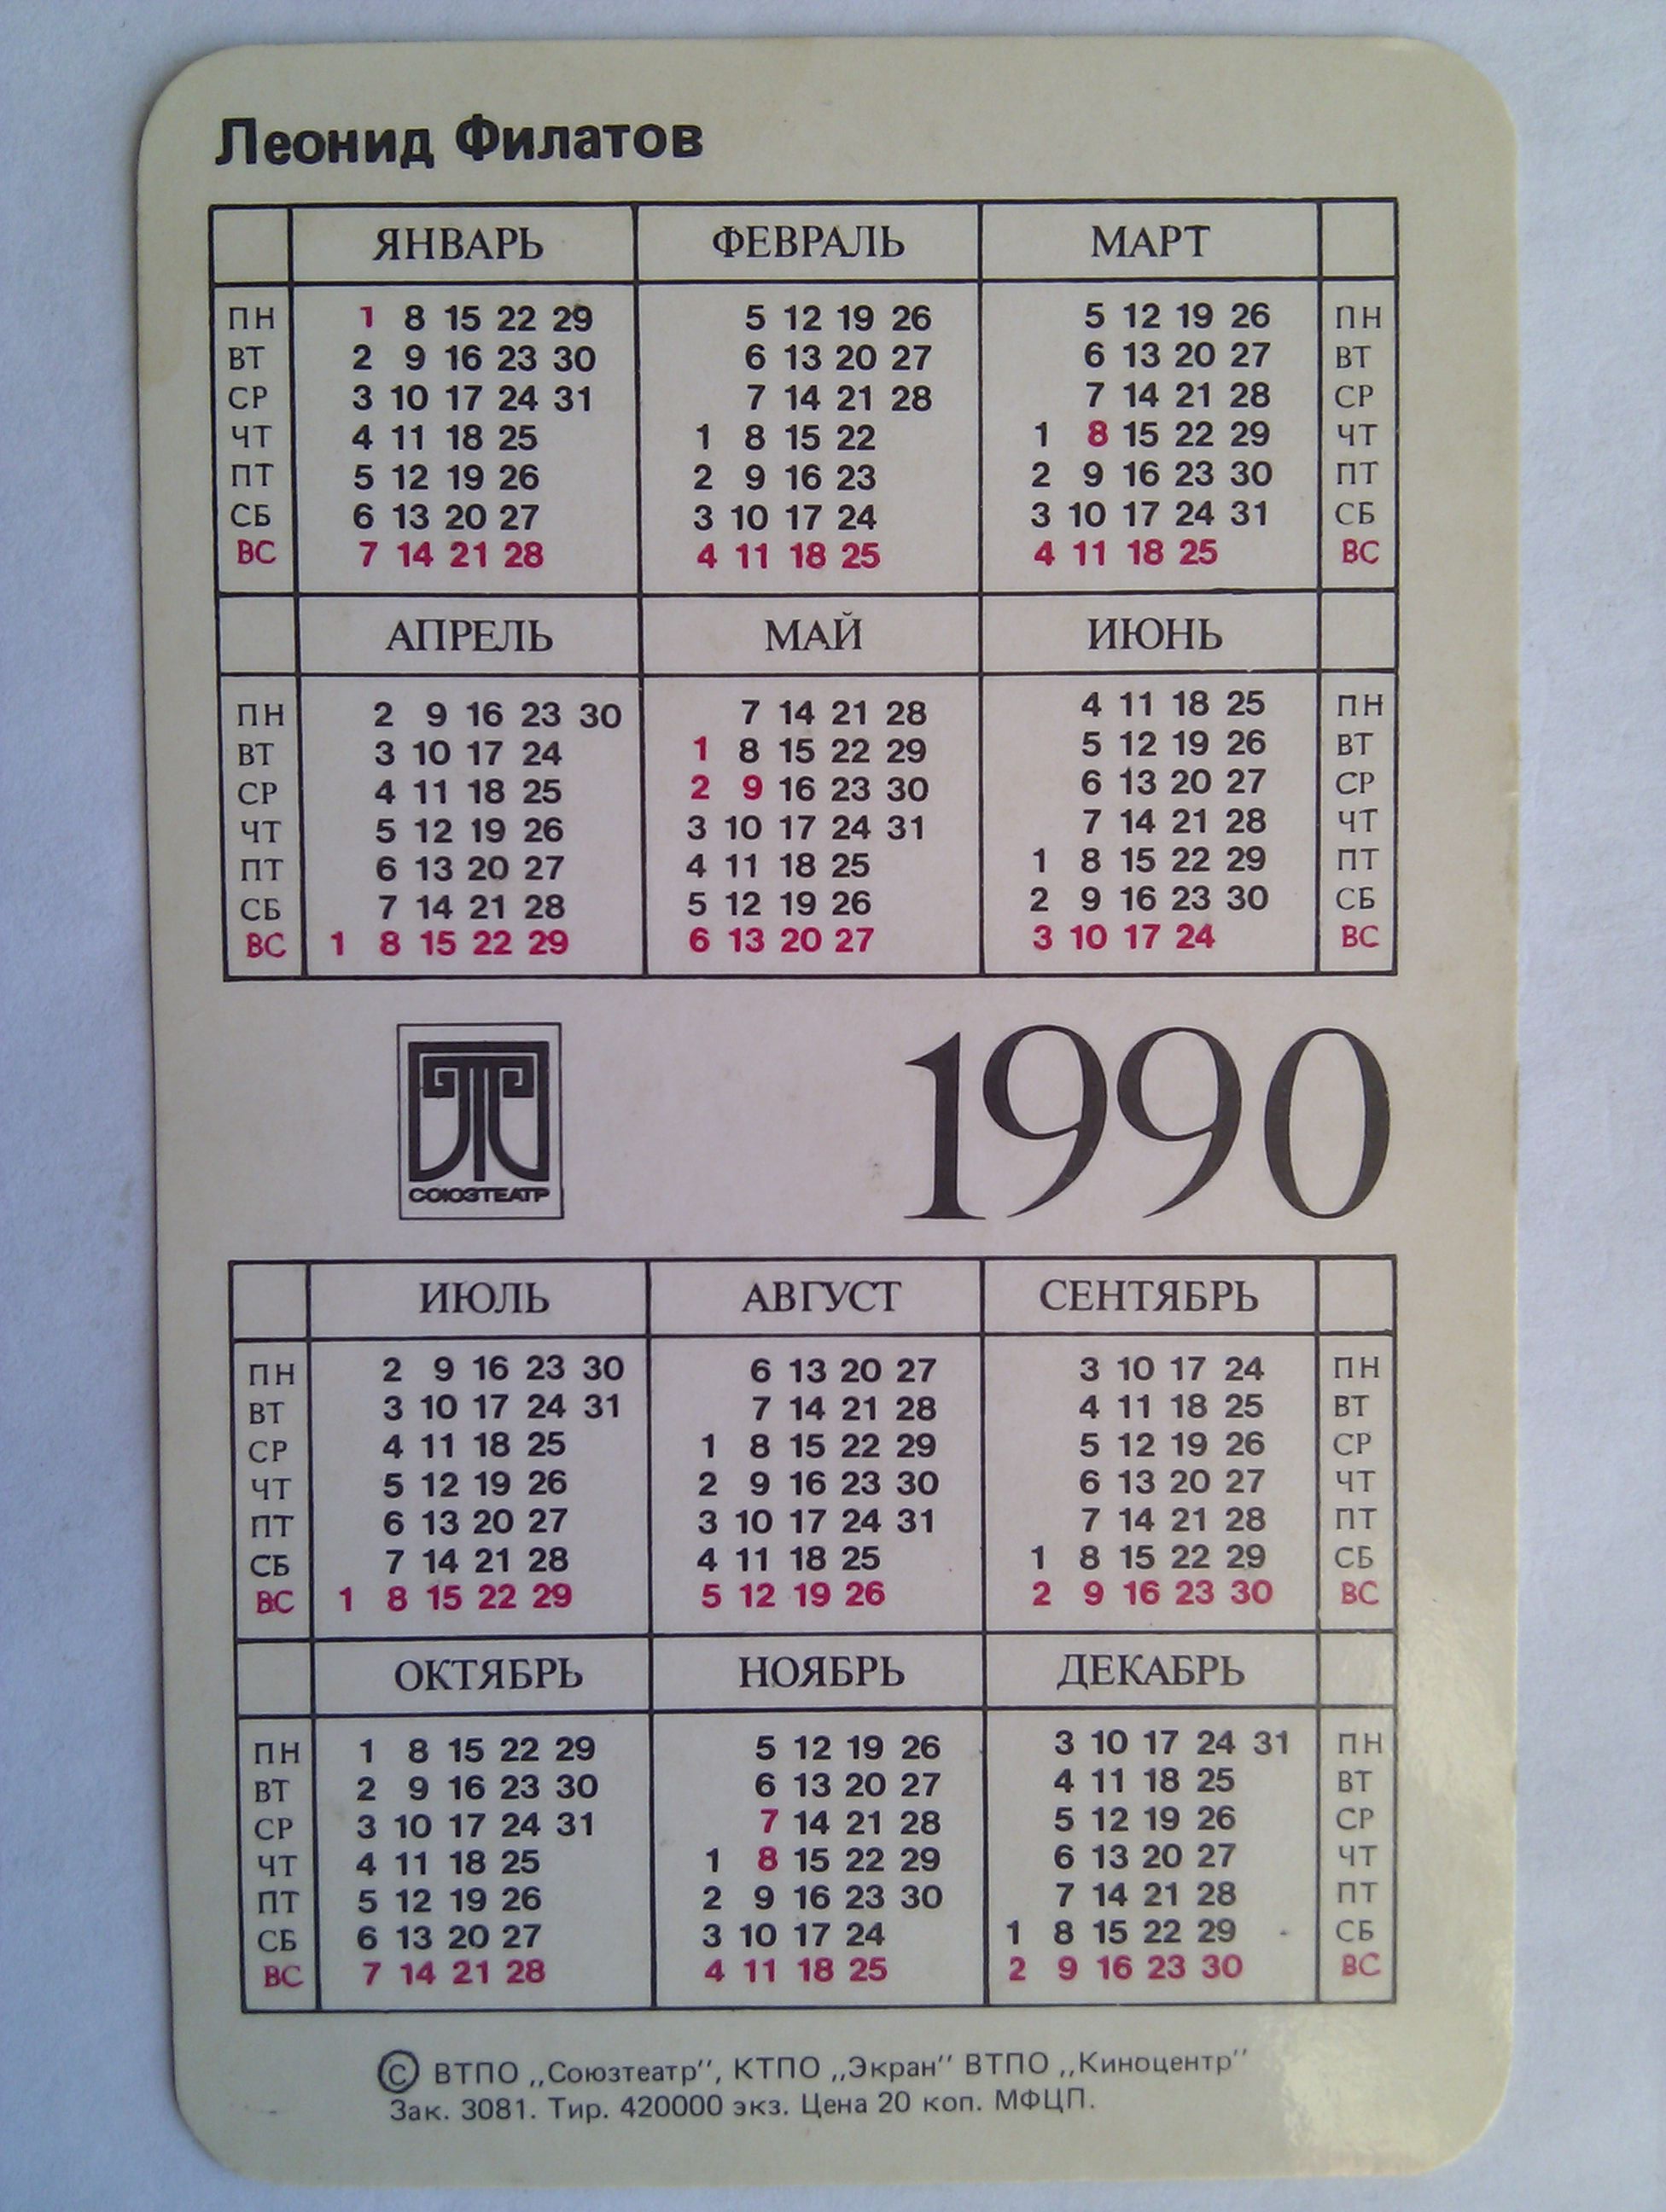 Леонид Филатов
ЯНВАРЬ ФЕВРАЛЬ МАРТ
ПН 1 8 15 22 29 5 12 19 26 5 12 19 26 ПН
ВТ 2 9 16 23 30 6 13 20 27 6 13 20 27 ВТ
СР 3 10 17 24 31 7 14 21 28 7 14 21 28 СР
ЧТ 4 11 18 25 1 8 15 22 1 8 15 22 29 ЧТ
ПТ 5 12 19 26 2 9 16 23 2 9 16 23 30 ПТ
СБ 6 13 20 27 3 10 17 24 3 10 17 24 31 СБ
ВС 7 14 21 28 4 11 18 25 4 11 18 25 ВС
АПРЕЛЬ МАЙ ИЮНЬ
ПН 2 9 16 23 30 7 14 21 28 4 11 18 25 ПН
ВТ 3 10 17 24 1 8 15 22 29 5 12 19 26 ВТ
СР 4 11 18 25 2 9 16 23 30 6 13 20 27 СР
ЧТ 5 12 19 26 3 10 17 24 31 7 14 21 28 ЧТ
ПТ 6 13 20 27 4 11 18 25 1 8 15 22 29 ПТ
СБ 7 14 21 28 5 12 19 26 2 9 16 23 30 СБ
ВС 1 8 15 22 29 6 13 20 27 3 10 17 24 ВС
СОЮЗТЕАТР
1990
ИЮЛЬ АВГУСТ СЕНТЯБРЬ
ПН 2 9 16 23 30 6 13 20 27 3 10 17 24 ПН
ВТ 3 10 17 24 31 7 14 21 28 4 11 18 25 ВТ
СР 4 11 18 25 1 8 15 22 29 5 12 19 26 СР
ЧТ 5 12 19 26 2 9 16 23 30 6 13 20 27 ЧТ
ПТ 6 13 20 27 3 10 17 24 31 7 14 21 28 ПТ
СБ 7 14 21 28 4 11 18 25 1 8 15 22 29 СБ
ВС 1 8 15 22 29 5 12 19 26 2 9 16 23 30 ВС
ОКТЯБРЬ НОЯБРЬ ДЕКАБРЬ
ПН 1 8 15 22 29 5 12 19 26 3 10 17 24 31 ПН
ВТ 2 9 16 23 30 6 13 20 27 4 11 18 25 ВТ
СР 3 10 17 24 31 7 14 21 28 5 12 19 26 СР
ЧТ 4 11 18 25 1 8 15 22 29 6 13 20 27 ЧТ
ПТ 5 12 19 26 2 9 16 23 30 7 14 21 28 ПТ
СБ 6 13 20 27 3 10 17 24 1 8 15 22 29 СБ
ВС 7 14 21 28 4 11 18 25 2 9 16 23 30 ВС
© ВТПО „Союзтеатр", КТПО „Экран" ВТПО „Киноцентр"
Зак. 3081. Тир. 420000 экз. Цена 20 коп. МФЦП.